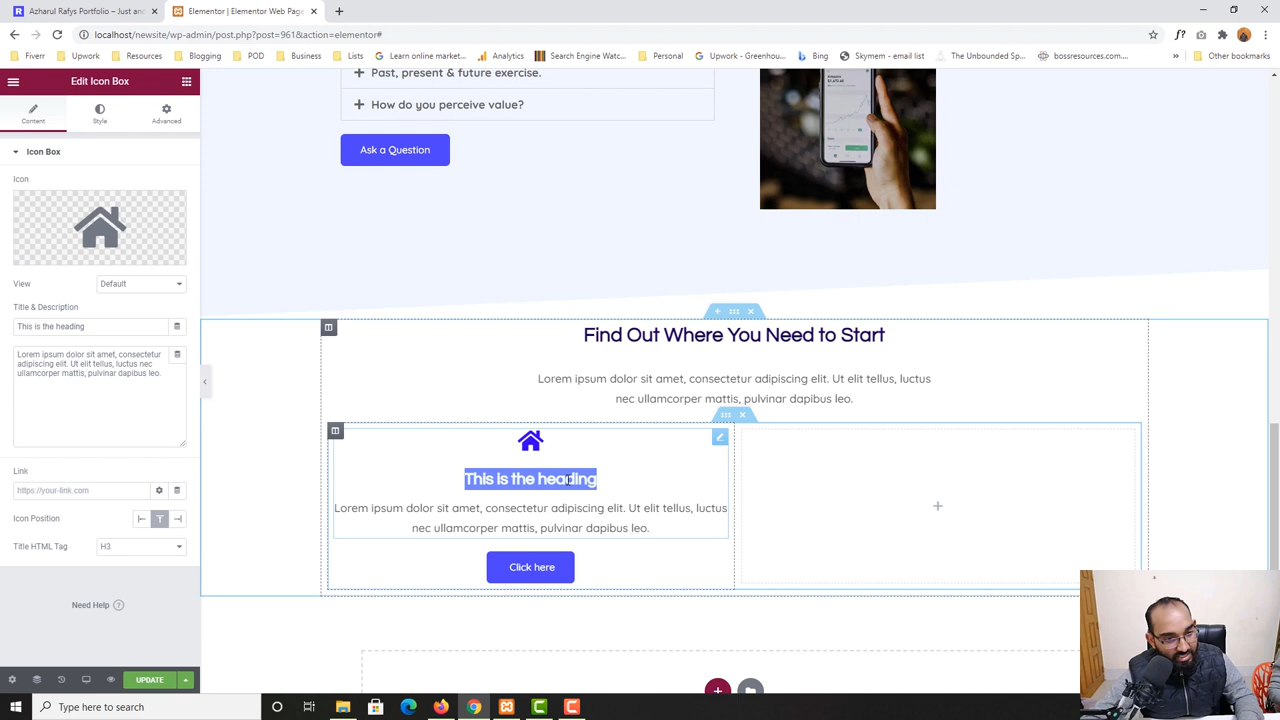 Azharul Rafys Portfolio – Just and
Elementor | Elementor Web Page
localhost/newsite/wp-admin/post.php?post=961&action=elementor#
Fiverr
Upwork
Resources
Blogging
POD
Business
Lists
Learn online market...
Analytics
Search Engine Watc...
Personal
Upwork - Greenhou...
Bing
Skymem - email list
The Unbounded Sp...
bossresources.com...
»
Other bookmarks
Edit Icon Box
Content
Style
Advanced
Icon Box
Icon
View
Default
Title & Description
This is the heading
Lorem ipsum dolor sit amet, consectetur
adipiscing elit. Ut elit tellus, luctus nec
ullamcorper mattis, pulvinar dapibus leo.
Link
https://your-link.com
Icon Position
Title HTML Tag
H3
Need Help
UPDATE
Past, present & future exercise.
How do you perceive value?
Ask a Question
Find Out Where You Need to Start
Lorem ipsum dolor sit amet, consectetur adipiscing elit. Ut elit tellus, luctus
nec ullamcorper mattis, pulvinar dapibus leo.
This is the heading
Lorem ipsum dolor sit amet, consectetur adipiscing elit. Ut elit tellus, luctus
nec ullamcorper mattis, pulvinar dapibus leo.
Click here
Type here to search